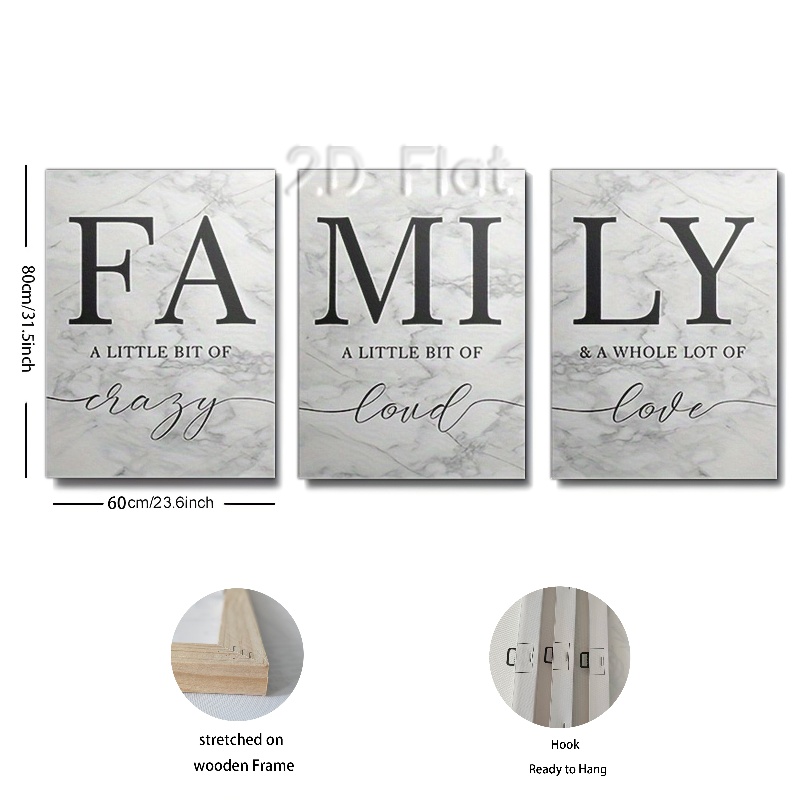 2.D Flat.
FA
A LITTLE BIT OF
crazy
MI
A LITTLE BIT OF
loud
LY
& A WHOLE LOT OF
love
80cm/31.5inch
60cm/23.6inch
stretched on
wooden Frame
Hook
Ready to Hang